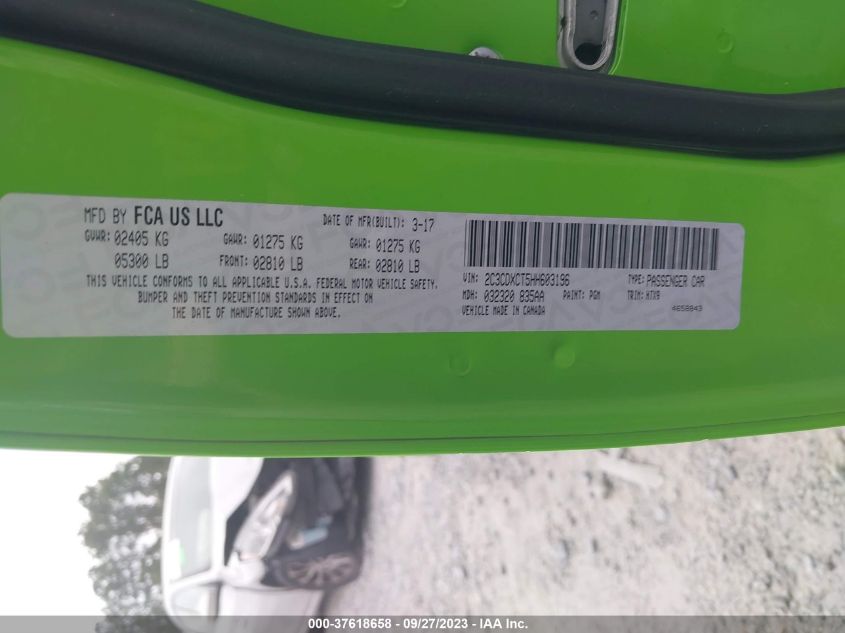 MFD BY FCA US LLC DATE OF MFR(BUILT): 3-17
GVWR: 02405 KG GAWR: 01275 KG GAWR: 01275 KG
05300 LB FRONT: 02810 LB REAR: 02810 LB
THIS VEHICLE CONFORMS TO ALL APPLICABLE U.S.A. FEDERAL MOTOR VEHICLE SAFETY,
BUMPER AND THEFT PREVENTION STANDARDS IN EFFECT ON
THE DATE OF MANUFACTURE SHOWN ABOVE.
VIN: 2C3CDXCT5HH603196 TYPE: PASSENGER CAR
MDH: 032320 835AA PAINT: PGM TRIM: H7X9
VEHICLE MADE IN CANADA 4658843
000-37618658 - 09/27/2023 - IAA Inc.